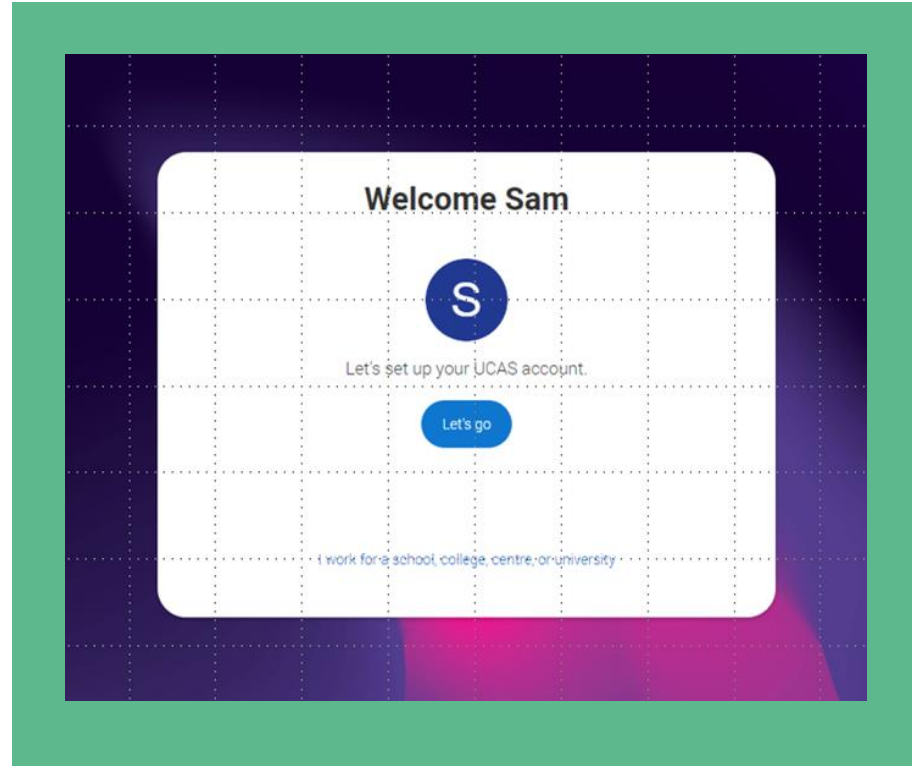 Welcome Sam
S
Let's set up your UCAS account.
Let's go
I work for a school, college, centre, or university